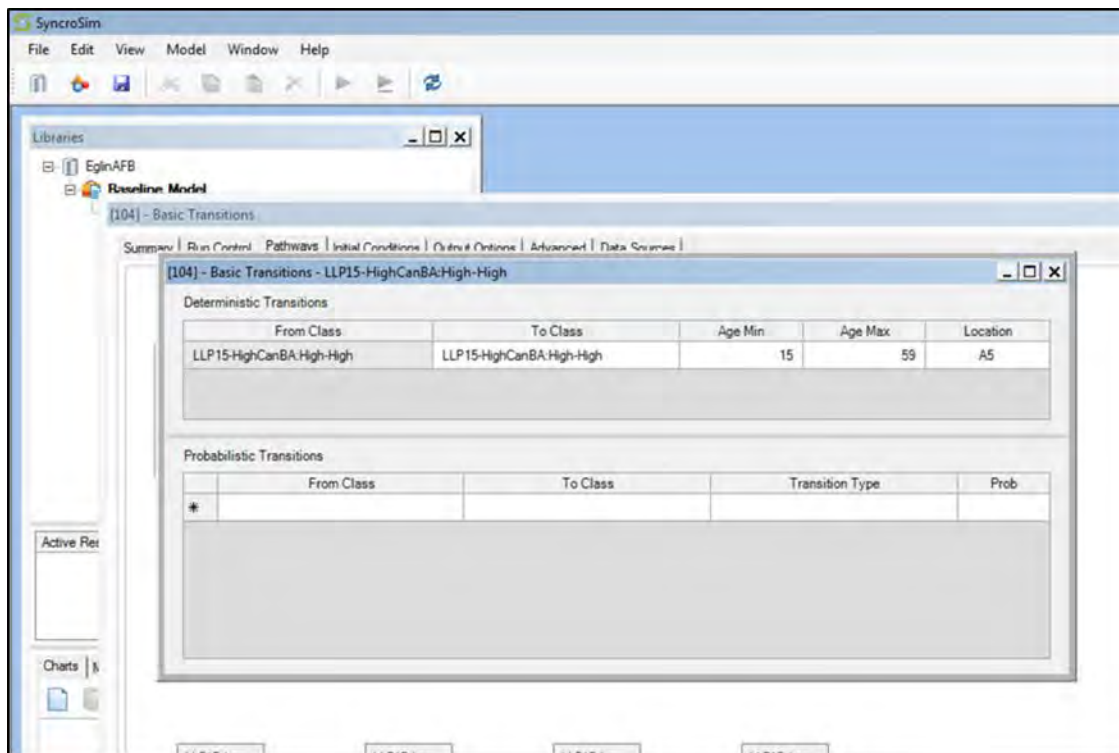 SyncroSim
File Edit View Model Window Help
Libraries
EglinAFB
Baseline Model
[104] - Basic Transitions
Summary Run Control Pathways Initial Conditions Output Options Advanced Data Sources
[104] - Basic Transitions - LLP15-HighCanBA:High-High
Deterministic Transitions
From Class To Class Age Min Age Max Location
LLP15-HighCanBA:High-High LLP15-HighCanBA:High-High 15 59 A5
Probabilistic Transitions
From Class To Class Transition Type Prob
*
Active Res
Charts